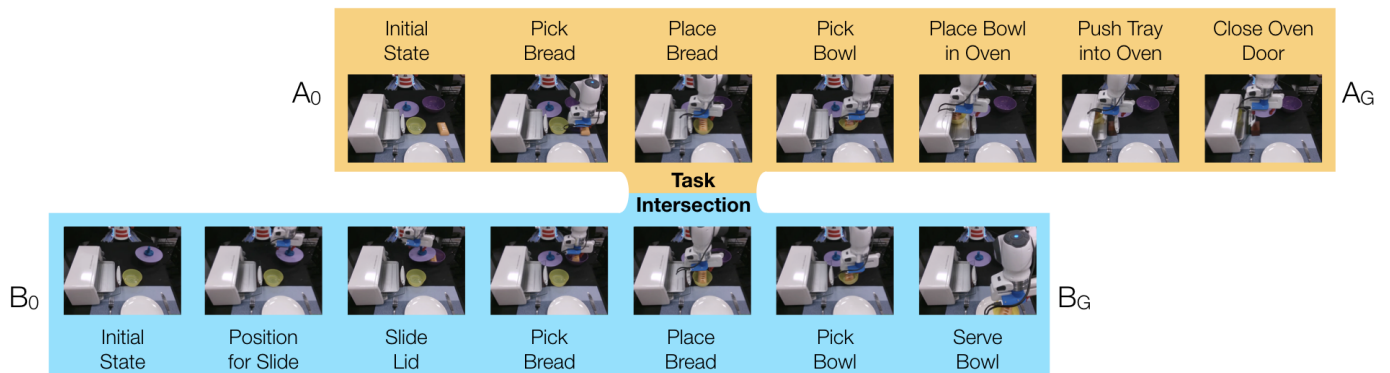 Initial State
Pick Bread
Place Bread
Pick Bowl
Place Bowl in Oven
Push Tray into Oven
Close Oven Door
A0
AG
Task
Intersection
B0
BG
Initial State
Position for Slide
Slide Lid
Pick Bread
Place Bread
Pick Bowl
Serve Bowl